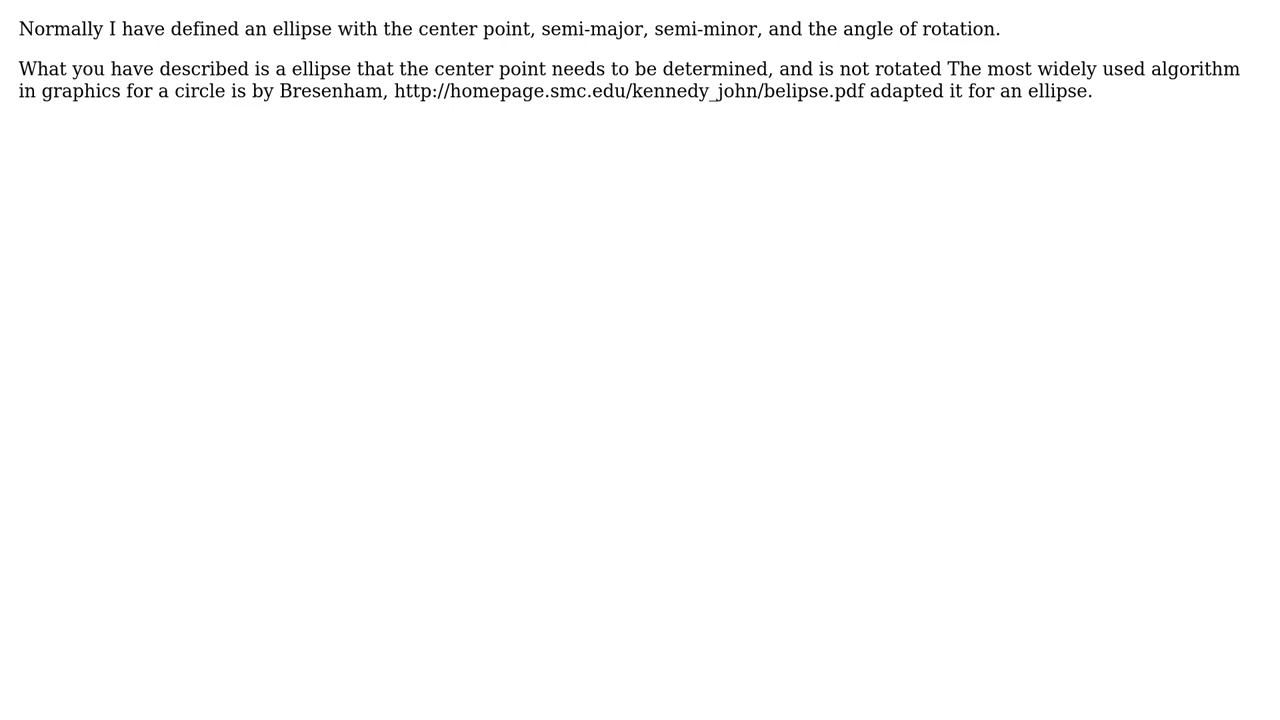 Normally I have defined an ellipse with the center point, semi-major, semi-minor, and the angle of rotation.
What you have described is a ellipse that the center point needs to be determined, and is not rotated The most widely used algorithm
in graphics for a circle is by Bresenham, http://homepage.smc.edu/kennedy_john/belipse.pdf adapted it for an ellipse.